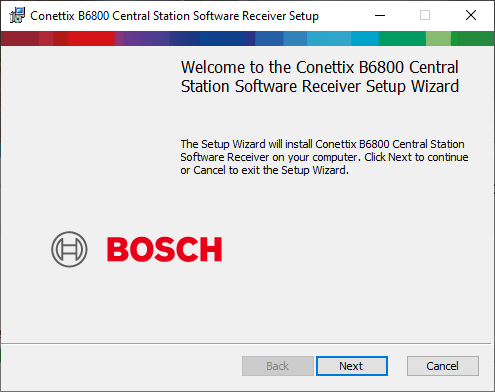 Conettix B6800 Central Station Software Receiver Setup
Welcome to the Conettix B6800 Central
Station Software Receiver Setup Wizard
The Setup Wizard will install Conettix B6800 Central Station
Software Receiver on your computer. Click Next to continue
or Cancel to exit the Setup Wizard.
BOSCH
Back
Next
Cancel